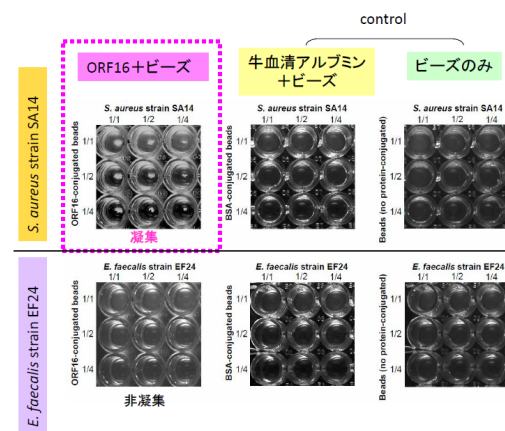 control
ORF16+ビーズ
牛血清アルブミン
+ビーズ
ビーズのみ
S. aureus strain SA14
S. aureus strain SA14
1/1 1/2 1/4
ORF16-conjugated beads
1/1
1/2
1/4
凝集
S. aureus strain SA14
1/1 1/2 1/4
BSA-conjugated beads
1/1
1/2
1/4
S. aureus strain SA14
1/1 1/2 1/4
Beads (no protein-conjugated)
1/1
1/2
1/4
E. faecalis strain EF24
E. faecalis strain EF24
1/1 1/2 1/4
ORF16-conjugated beads
1/1
1/2
1/4
非凝集
E. faecalis strain EF24
1/1 1/2 1/4
BSA-conjugated beads
1/1
1/2
1/4
E. faecalis strain EF24
1/1 1/2 1/4
Beads (no protein-conjugated)
1/1
1/2
1/4